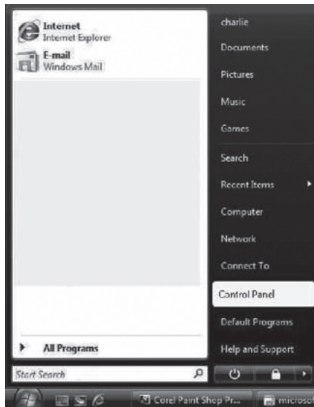 Internet
Internet Explorer
E-mail
Windows Mail
All Programs
Start Search
charlie
Documents
Pictures
Music
Games
Search
Recent Items
Computer
Network
Connect To
Control Panel
Default Programs
Help and Support
Corel Paint Shop Pr...
microsof